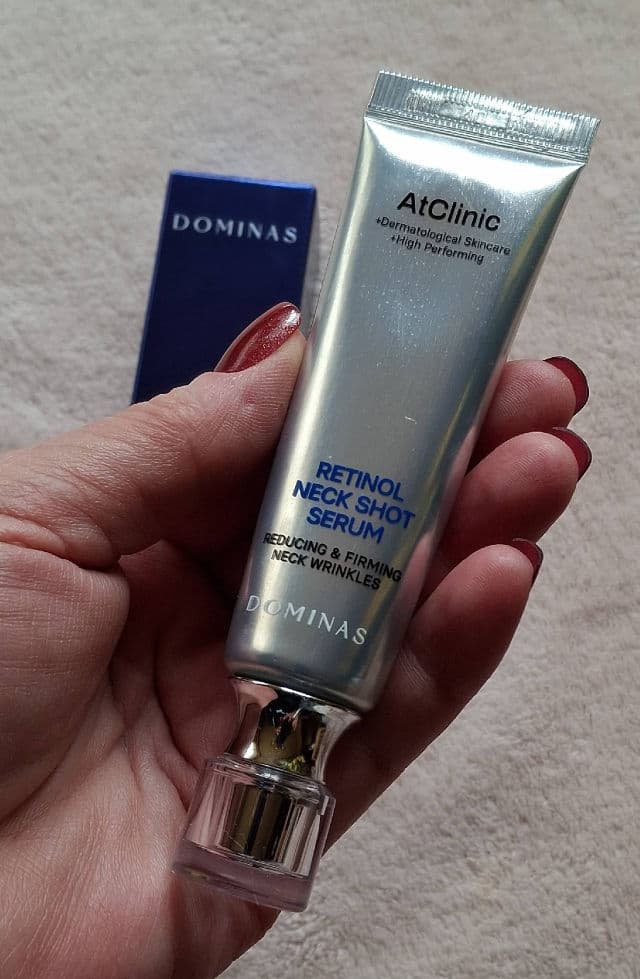 DOMINAS
AtClinic
+Dermatological Skincare
+High Performing
RETINOL
NECK SHOT
SERUM
REDUCING & FIRMING
NECK WRINKLES
DOMINAS